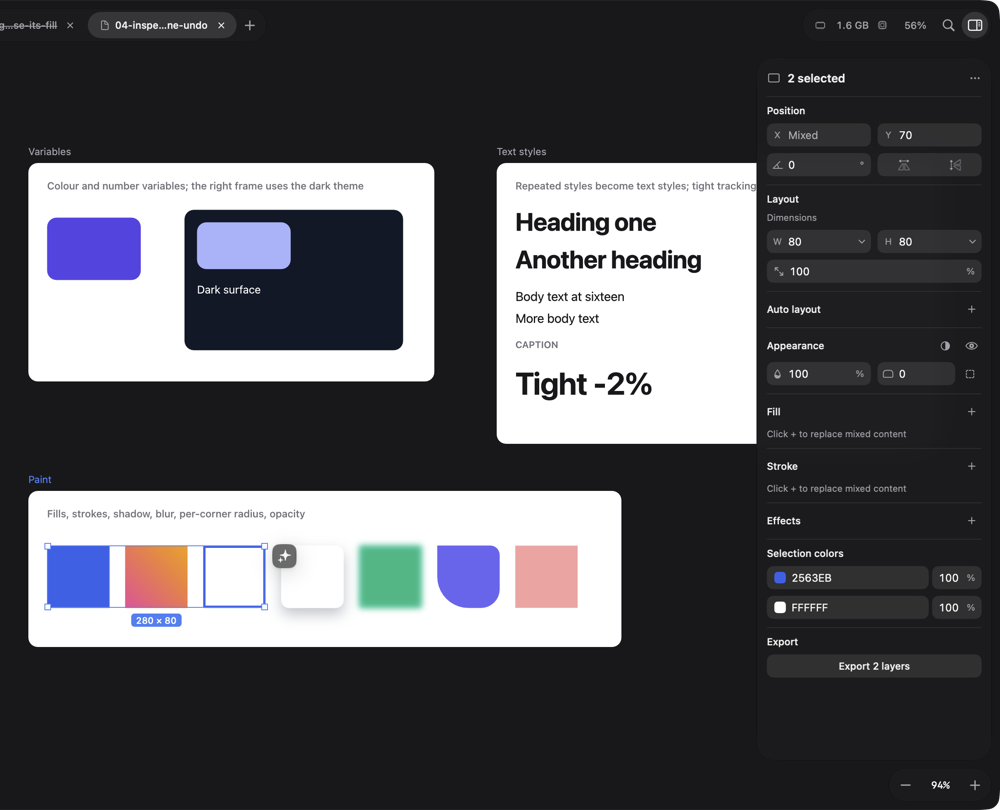 g...se-its-fill
04-inspe...ne-undo
1.6 GB
56%
2 selected
Position
X Mixed
Y 70
0 °
Layout
Dimensions
W 80
H 80
100 %
Auto layout
Appearance
100 %
0
Fill
Click + to replace mixed content
Stroke
Click + to replace mixed content
Effects
Selection colors
2563EB 100 %
FFFFFF 100 %
Export
Export 2 layers
Variables
Colour and number variables; the right frame uses the dark theme
Dark surface
Text styles
Repeated styles become text styles; tight tracking
Heading one
Another heading
Body text at sixteen
More body text
CAPTION
Tight -2%
Paint
Fills, strokes, shadow, blur, per-corner radius, opacity
280 × 80
94%